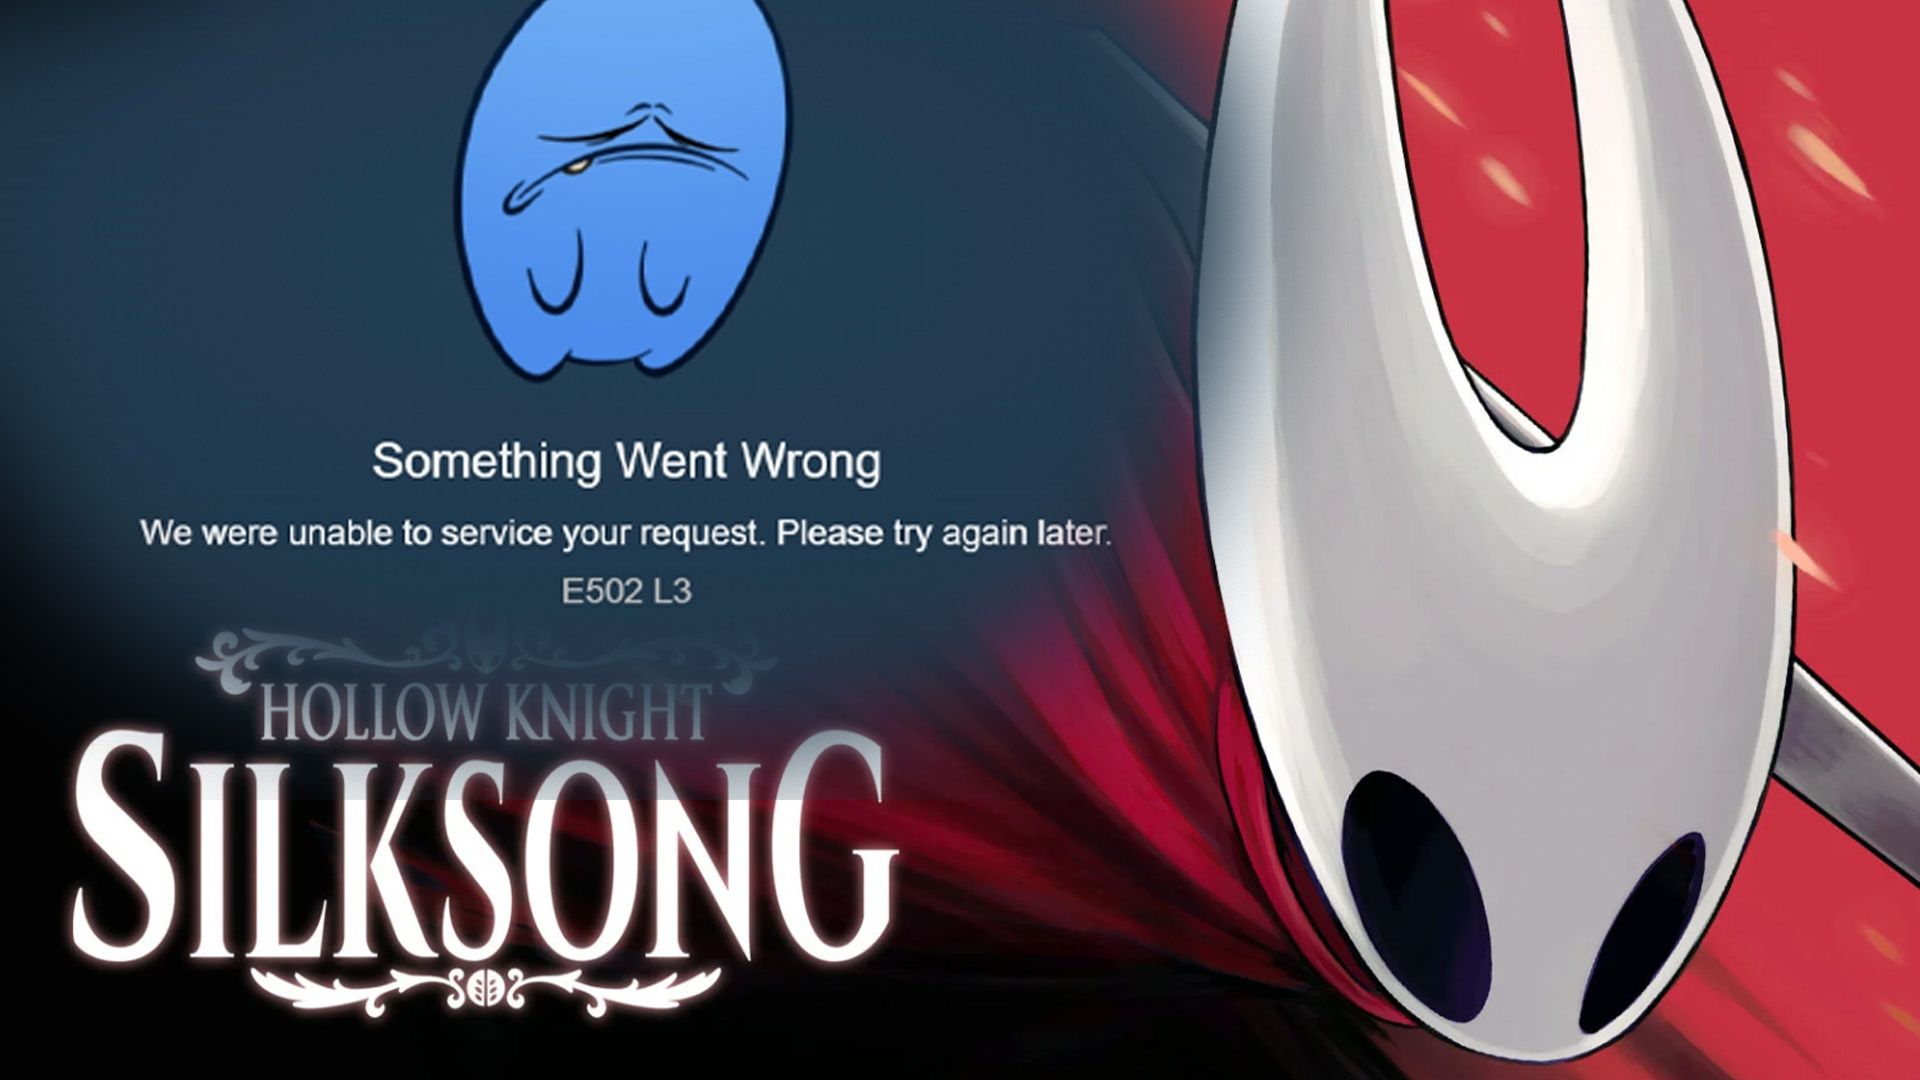 Something Went Wrong
We were unable to service your request. Please try again later.
E502 L3
HOLLOW KNIGHT
SILKSONG